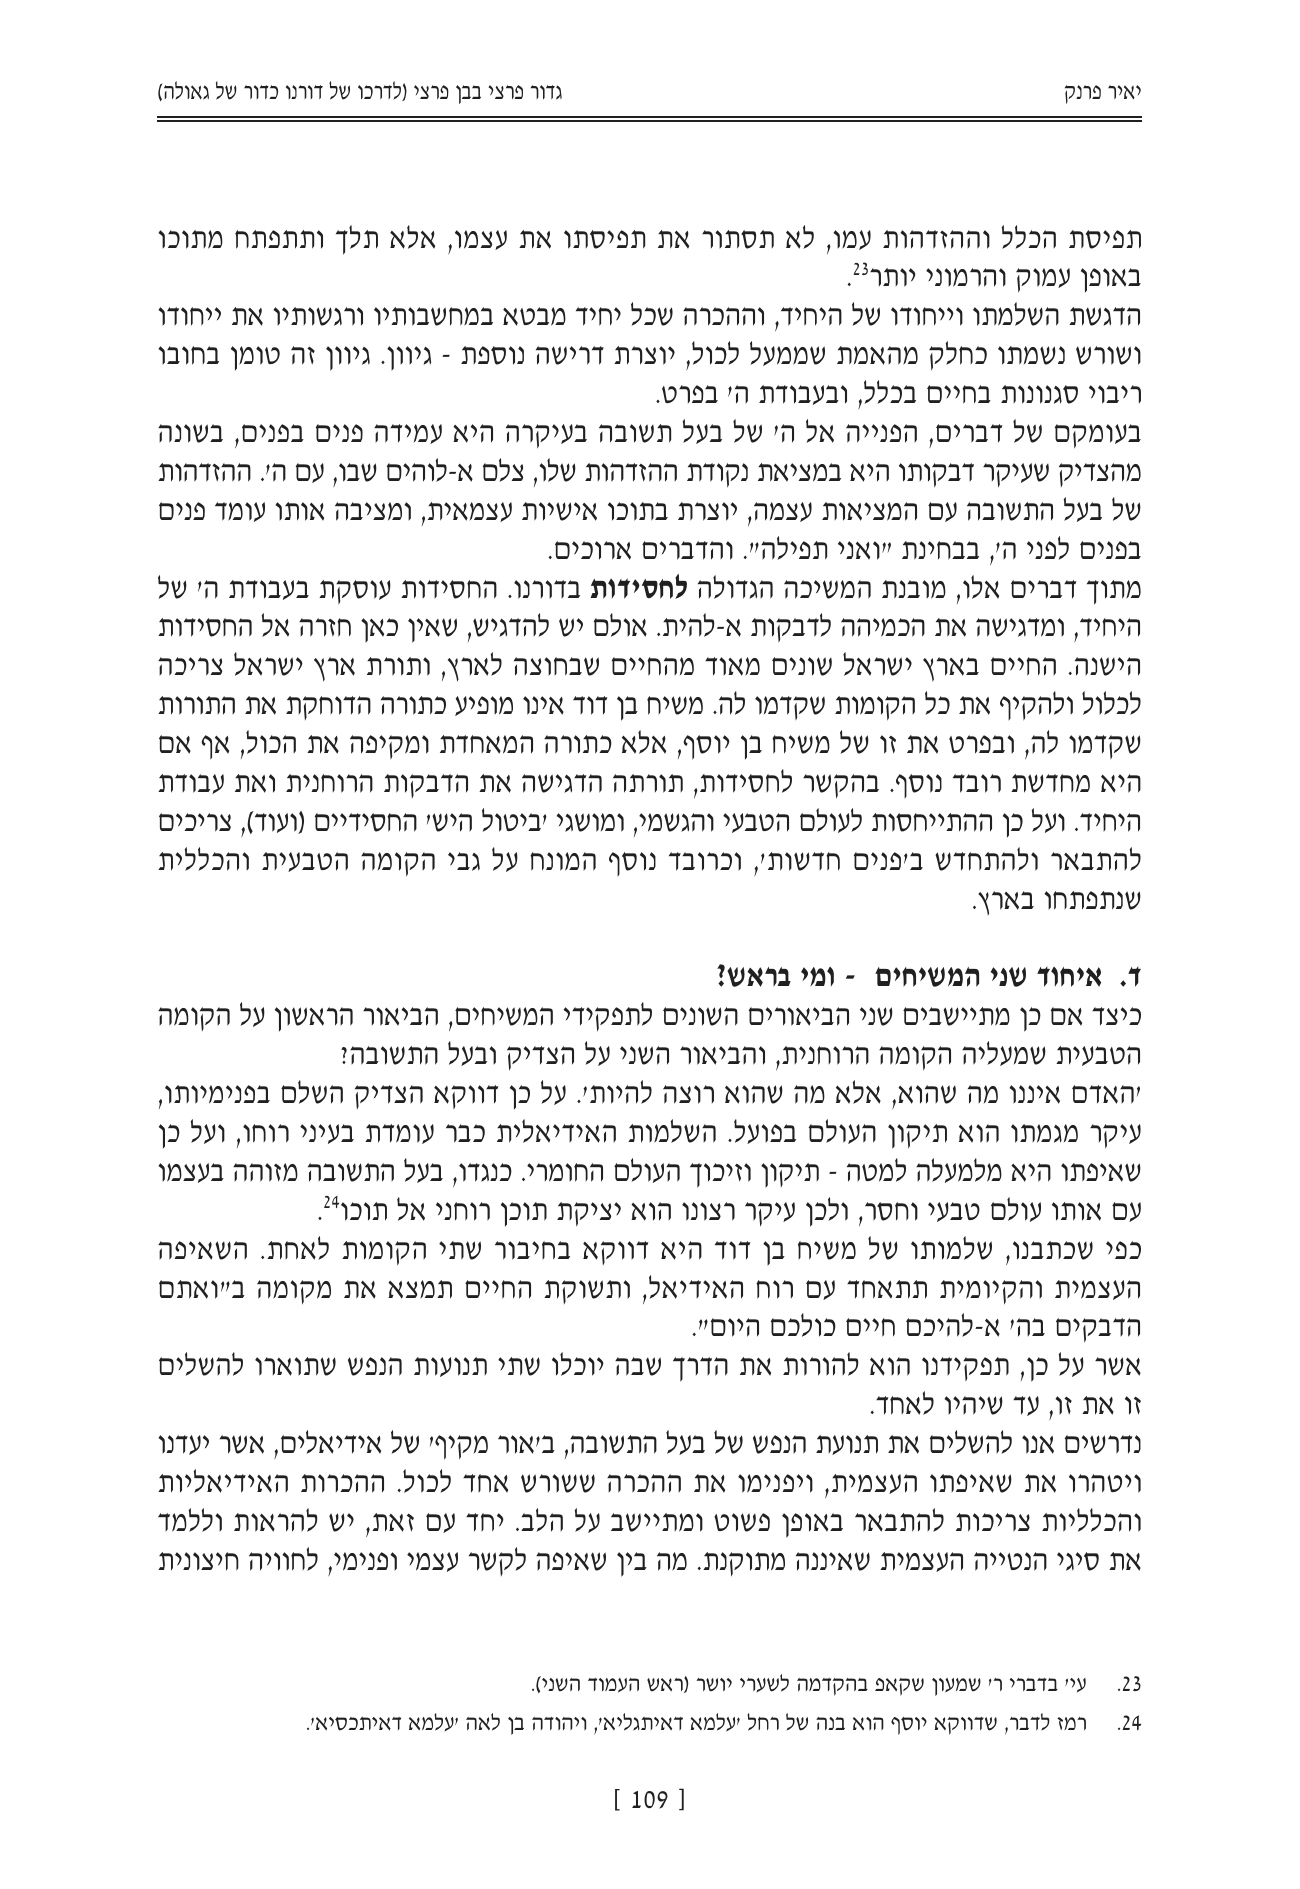 יאיר פרנק
גדור פרצי בבן פרצי (לדרכו של דורנו כדור של גאולה)
תפיסת הכלל וההזדהות עמו, לא תסתור את תפיסתו את עצמו, אלא תלך ותתפתח מתוכו
באופן עמוק והרמוני יותר23.
הדגשת השלמתו וייחודו של היחיד, וההכרה שכל יחיד מבטא במחשבותיו ורגשותיו את ייחודו
ושורש נשמתו כחלק מהאמת שממעל לכול, יוצרת דרישה נוספת - גיוון. גיוון זה טומן בחובו
ריבוי סגנונות בחיים בכלל, ובעבודת ה' בפרט.
בעומקם של דברים, הפנייה אל ה' של בעל תשובה בעיקרה היא עמידה פנים בפנים, בשונה
מהצדיק שעיקר דבקותו היא במציאת נקודת ההזדהות שלו, צלם א-לוהים שבו, עם ה'. ההזדהות
של בעל התשובה עם המציאות עצמה, יוצרת בתוכו אישיות עצמאית, ומציבה אותו עומד פנים
בפנים לפני ה', בבחינת "ואני תפילה". והדברים ארוכים.
מתוך דברים אלו, מובנת המשיכה הגדולה לחסידות בדורנו. החסידות עוסקת בעבודת ה' של
היחיד, ומדגישה את הכמיהה לדבקות א-להית. אולם יש להדגיש, שאין כאן חזרה אל החסידות
הישנה. החיים בארץ ישראל שונים מאוד מהחיים שבחוצה לארץ, ותורת ארץ ישראל צריכה
לכלול ולהקיף את כל הקומות שקדמו לה. משיח בן דוד אינו מופיע כתורה הדוחקת את התורות
שקדמו לה, ובפרט את זו של משיח בן יוסף, אלא כתורה המאחדת ומקיפה את הכול, אף אם
היא מחדשת רובד נוסף. בהקשר לחסידות, תורתה הדגישה את הדבקות הרוחנית ואת עבודת
היחיד. ועל כן ההתייחסות לעולם הטבעי והגשמי, ומושגי 'ביטול היש' החסידיים (ועוד), צריכים
להתבאר ולהתחדש ב'פנים חדשות', וכרובד נוסף המונח על גבי הקומה הטבעית והכללית
שנתפתחו בארץ.
ד. איחוד שני המשיחים - ומי בראש?
כיצד אם כן מתיישבים שני הביאורים השונים לתפקידי המשיחים, הביאור הראשון על הקומה
הטבעית שמעליה הקומה הרוחנית, והביאור השני על הצדיק ובעל התשובה?
'האדם איננו מה שהוא, אלא מה שהוא רוצה להיות'. על כן דווקא הצדיק השלם בפנימיותו,
עיקר מגמתו הוא תיקון העולם בפועל. השלמות האידיאלית כבר עומדת בעיני רוחו, ועל כן
שאיפתו היא מלמעלה למטה - תיקון וזיכוך העולם החומרי. כנגדו, בעל התשובה מזוהה בעצמו
עם אותו עולם טבעי וחסר, ולכן עיקר רצונו הוא יציקת תוכן רוחני אל תוכו24.
כפי שכתבנו, שלמותו של משיח בן דוד היא דווקא בחיבור שתי הקומות לאחת. השאיפה
העצמית והקיומית תתאחד עם רוח האידיאל, ותשוקת החיים תמצא את מקומה ב"ואתם
הדבקים בה' א-להיכם חיים כולכם היום".
אשר על כן, תפקידנו הוא להורות את הדרך שבה יוכלו שתי תנועות הנפש שתוארו להשלים
זו את זו, עד שיהיו לאחד.
נדרשים אנו להשלים את תנועת הנפש של בעל התשובה, ב'אור מקיף' של אידיאלים, אשר יעדנו
ויטהרו את שאיפתו העצמית, ויפנימו את ההכרה ששורש אחד לכול. ההכרות האידיאליות
והכלליות צריכות להתבאר באופן פשוט ומתיישב על הלב. יחד עם זאת, יש להראות וללמד
את סיגי הנטייה העצמית שאיננה מתוקנת. מה בין שאיפה לקשר עצמי ופנימי, לחוויה חיצונית
23. עי' בדברי ר' שמעון שקאפ בהקדמה לשערי יושר (ראש העמוד השני).
24. רמז לדבר, שדווקא יוסף הוא בנה של רחל 'עלמא דאיתגליא', ויהודה בן לאה 'עלמא דאיתכסיא'.
[ 109 ]